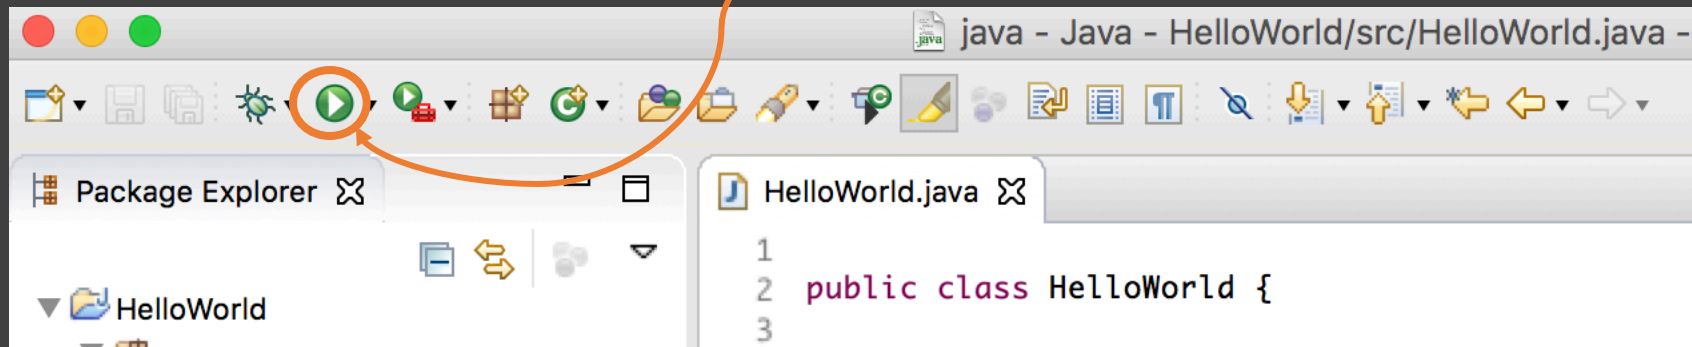 java - Java - HelloWorld/src/HelloWorld.java -
Package Explorer
HelloWorld
HelloWorld.java
1
2 public class HelloWorld {
3